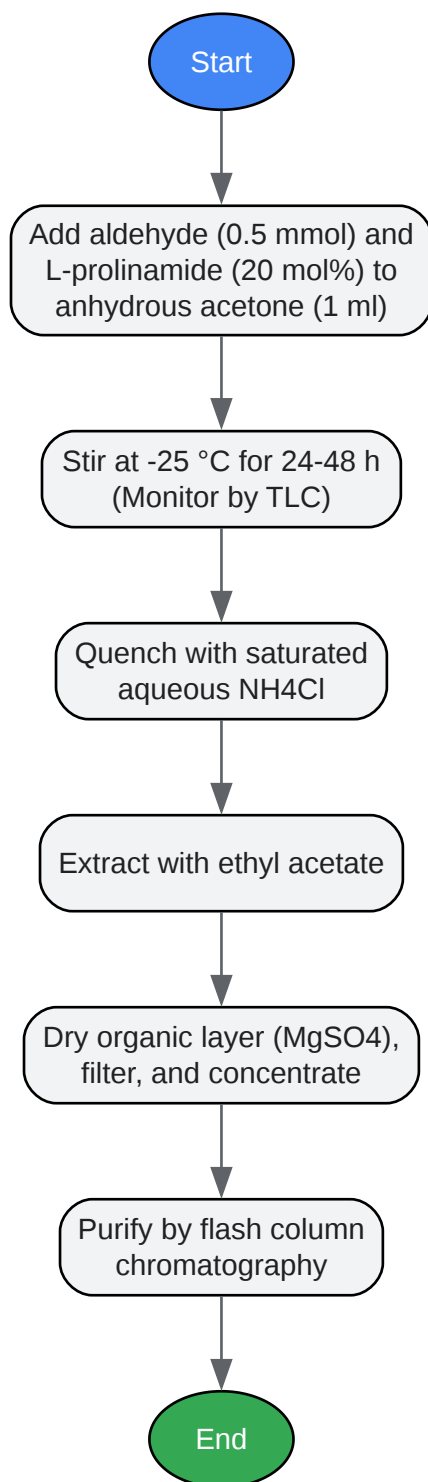 Start
Add aldehyde (0.5 mmol) and
L-prolinamide (20 mol%) to
anhydrous acetone (1 ml)
Stir at -25 °C for 24-48 h
(Monitor by TLC)
Quench with saturated
aqueous NH4Cl
Extract with ethyl acetate
Dry organic layer (MgSO4),
filter, and concentrate
Purify by flash column
chromatography
End